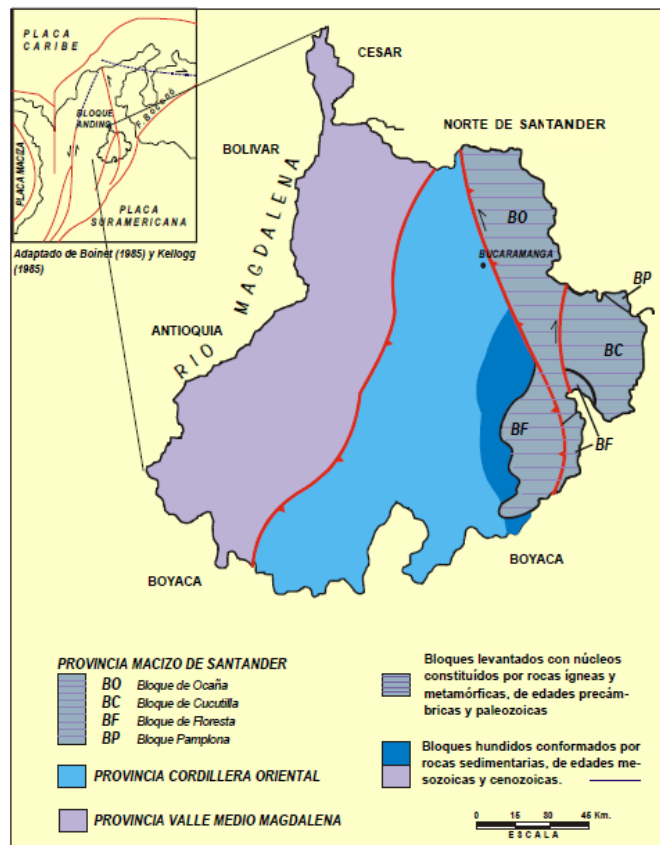 PLACA
CARIBE
BLOQUE
ANDINO
F. Boconó
PLACA MACIZA
PLACA
SURAMERICANA
Adaptado de Boinet (1985) y Kellogg
(1985)
CESAR
NORTE DE SANTANDER
BOLIVAR
RIO MAGDALENA
ANTIOQUIA
BO
BUCARAMANGA
BP
BC
BF
BF
BOYACA
BOYACA
PROVINCIA MACIZO DE SANTANDER
BO Bloque de Ocaña
BC Bloque de Cucutilla
BF Bloque de Floresta
BP Bloque Pamplona
PROVINCIA CORDILLERA ORIENTAL
PROVINCIA VALLE MEDIO MAGDALENA
Bloques levantados con núcleos
constituídos por rocas ígneas y
metamórficas, de edades precám-
bricas y paleozoicas
Bloques hundidos conformados por
rocas sedimentarias, de edades me-
sozoicas y cenozoicas.
0 15 30 45 Km.
ESCALA